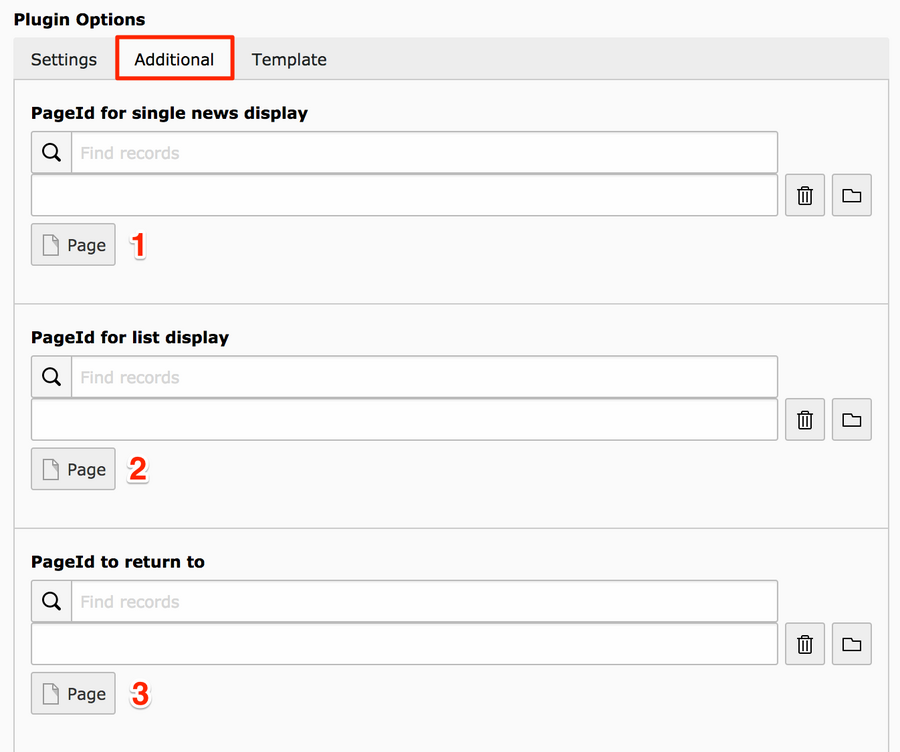 Plugin Options
Settings Additional Template
PageId for single news display
Find records
Page 1
PageId for list display
Find records
Page 2
PageId to return to
Find records
Page 3